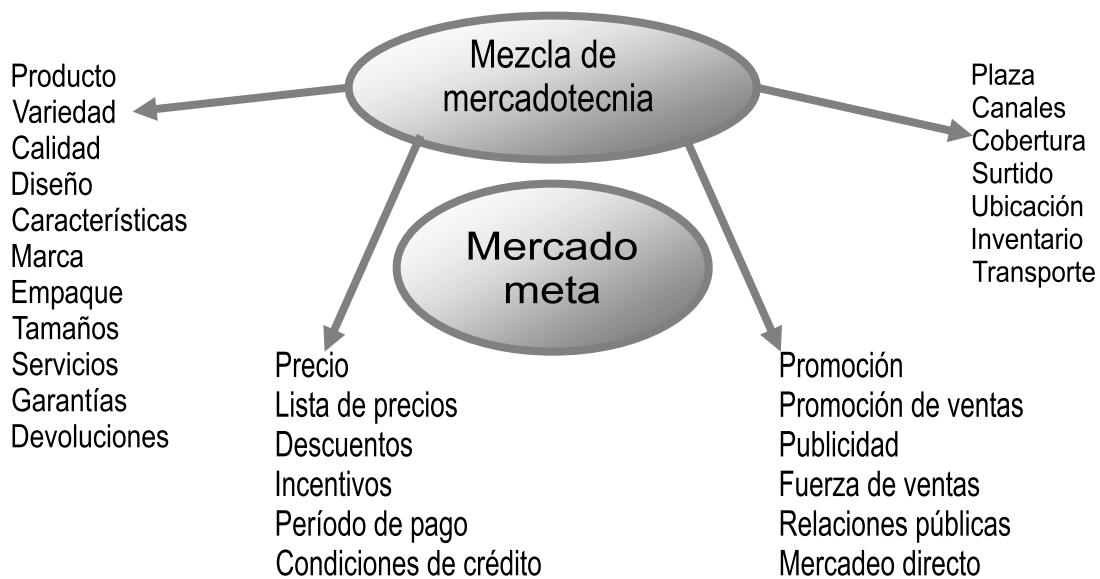 Mezcla de
mercadotecnia
Producto
Variedad
Calidad
Diseño
Características
Marca
Empaque
Tamaños
Servicios
Garantías
Devoluciones
Mercado
meta
Precio
Lista de precios
Descuentos
Incentivos
Período de pago
Condiciones de crédito
Promoción
Promoción de ventas
Publicidad
Fuerza de ventas
Relaciones públicas
Mercadeo directo
Plaza
Canales
Cobertura
Surtido
Ubicación
Inventario
Transporte